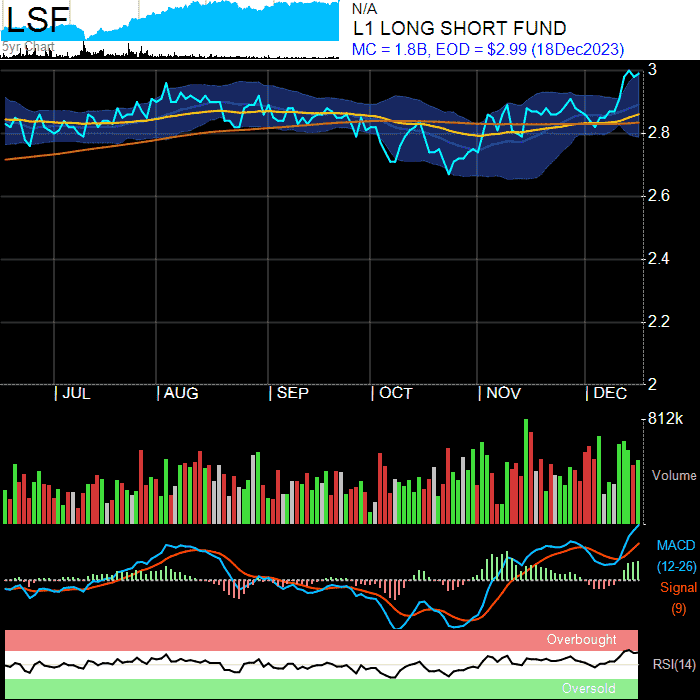 LSF
5yr Chart
N/A
L1 LONG SHORT FUND
MC = 1.8B, EOD = $2.99 (18Dec2023)
3
2.8
2.6
2.4
2.2
2
JUL
AUG
SEP
OCT
NOV
DEC
812k
Volume
MACD
(12-26)
Signal
(9)
Overbought
RSI(14)
Oversold